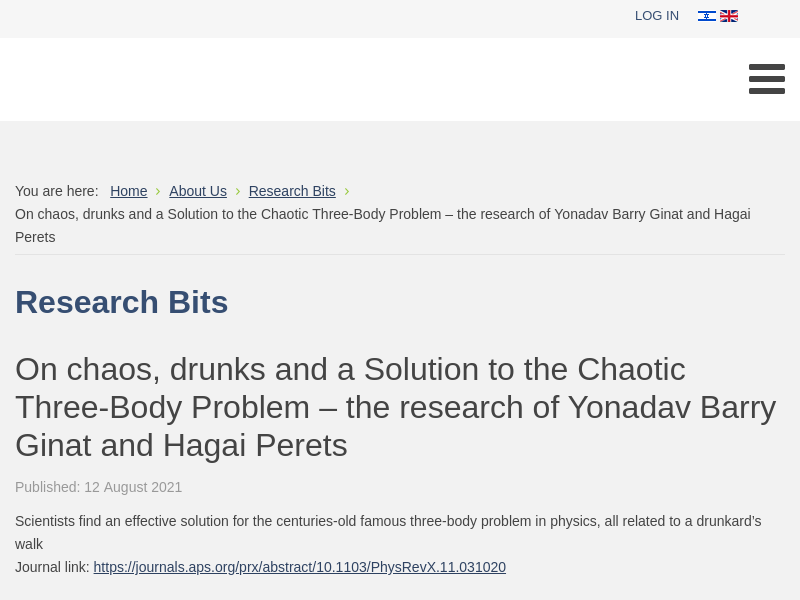 LOG IN
You are here: Home › About Us › Research Bits ›
On chaos, drunks and a Solution to the Chaotic Three-Body Problem – the research of Yonadav Barry Ginat and Hagai
Perets
Research Bits
On chaos, drunks and a Solution to the Chaotic
Three-Body Problem – the research of Yonadav Barry
Ginat and Hagai Perets
Published: 12 August 2021
Scientists find an effective solution for the centuries-old famous three-body problem in physics, all related to a drunkard’s
walk
Journal link: https://journals.aps.org/prx/abstract/10.1103/PhysRevX.11.031020